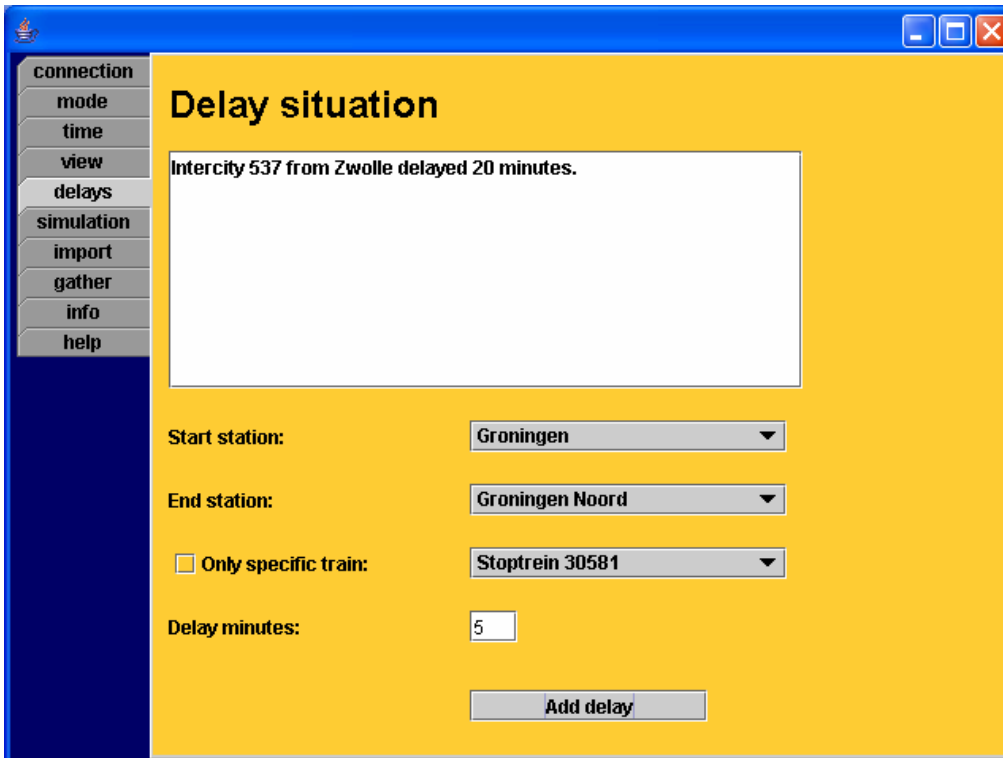 connection
mode
time
view
delays
simulation
import
gather
info
help
Delay situation
Intercity 537 from Zwolle delayed 20 minutes.
Start station: Groningen
End station: Groningen Noord
Only specific train: Stoptrein 30581
Delay minutes: 5
Add delay